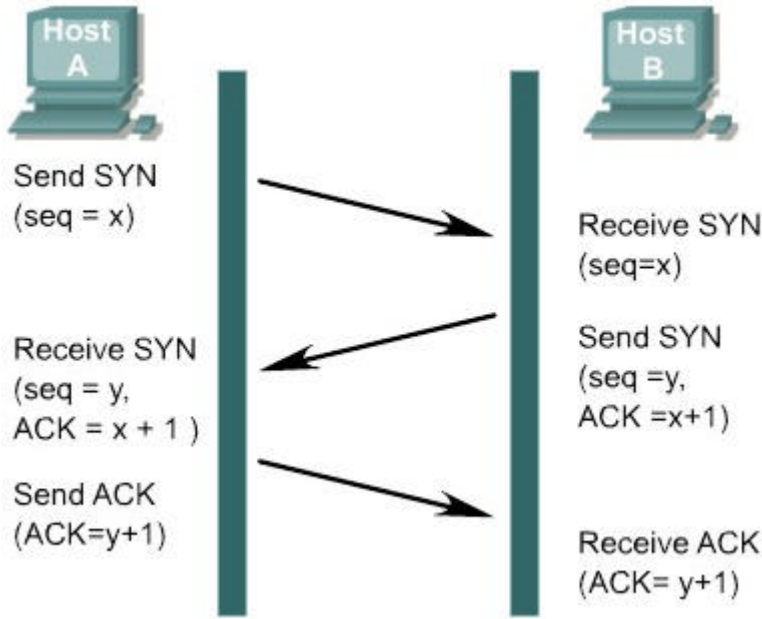 Host
A
Host
B
Send SYN
(seq = x)
Receive SYN
(seq=x)
Send SYN
(seq =y,
ACK =x+1)
Receive SYN
(seq = y,
ACK = x + 1 )
Send ACK
(ACK=y+1)
Receive ACK
(ACK= y+1)